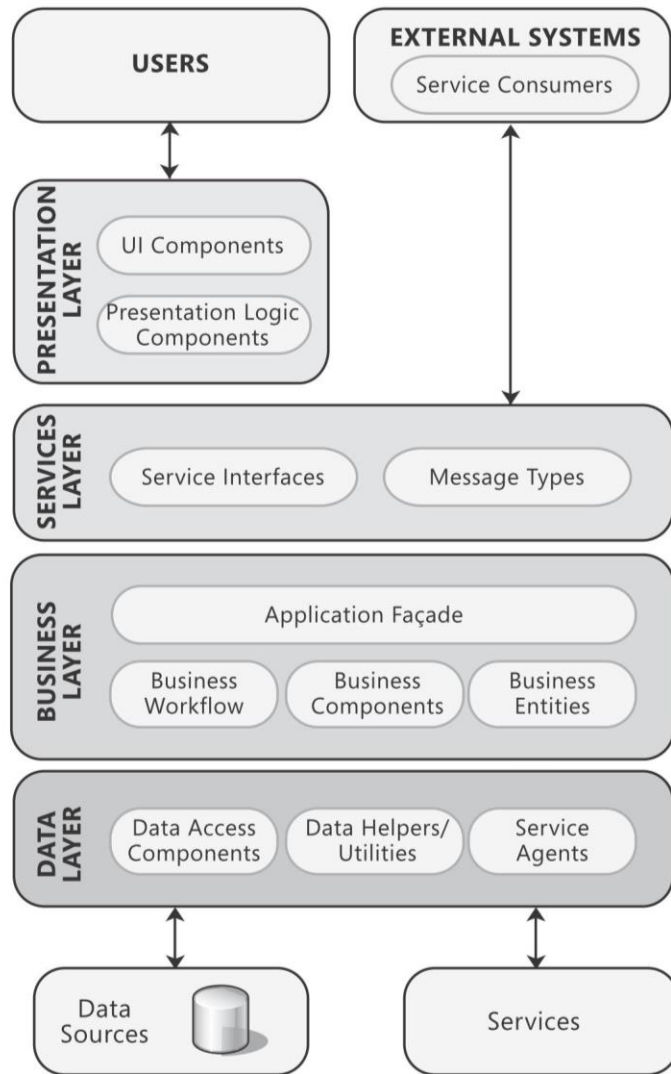 USERS
EXTERNAL SYSTEMS
Service Consumers
PRESENTATION
LAYER
UI Components
Presentation Logic
Components
SERVICES
LAYER
Service Interfaces
Message Types
BUSINESS
LAYER
Application Façade
Business
Workflow
Business
Components
Business
Entities
DATA
LAYER
Data Access
Components
Data Helpers/
Utilities
Service
Agents
Data
Sources
Services